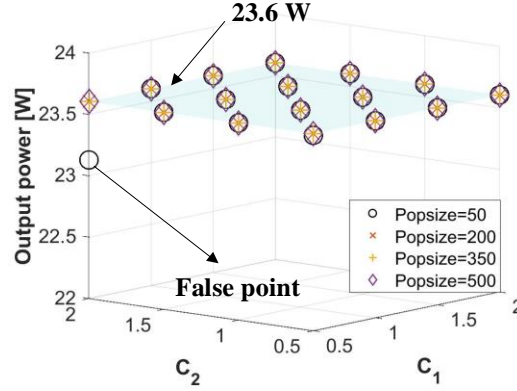 23.6 W
24
23.5
23
22.5
22
Output power [W]
False point
Popsize=50
Popsize=200
Popsize=350
Popsize=500
2
1.5
1
0.5
C2
0.5
1
1.5
2
C1